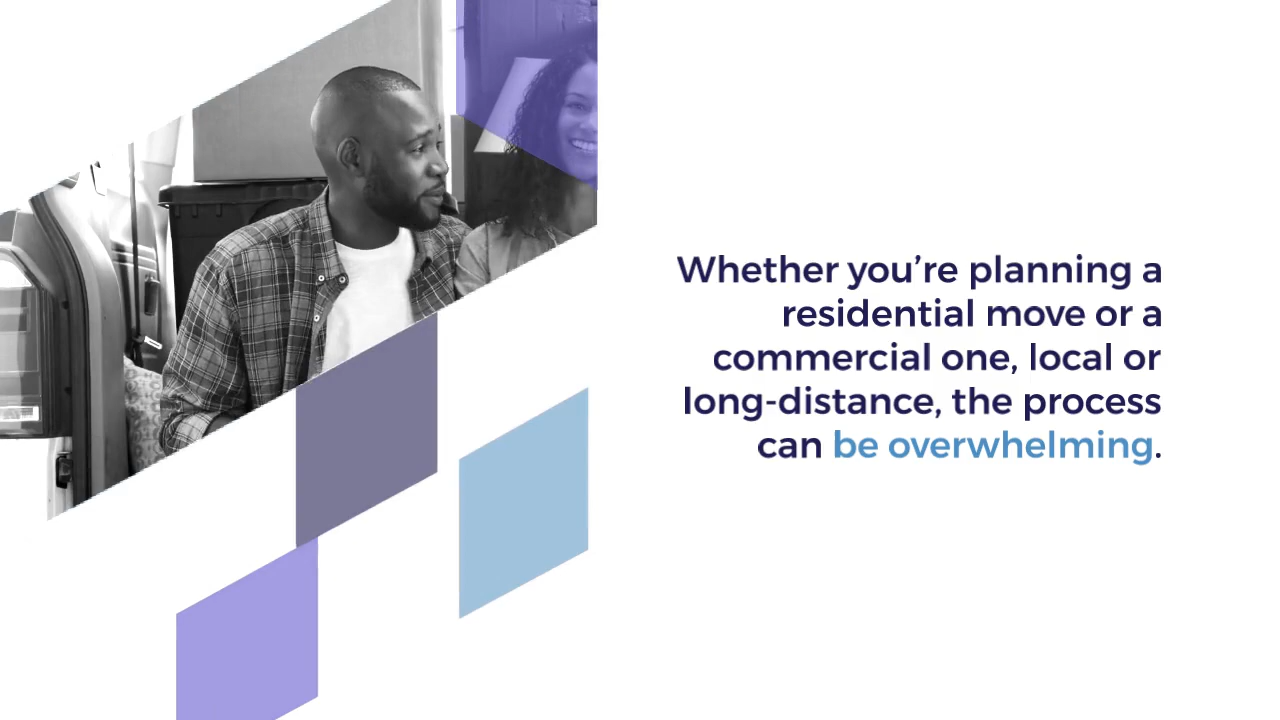 Whether you’re planning a
residential move or a
commercial one, local or
long-distance, the process
can be overwhelming.